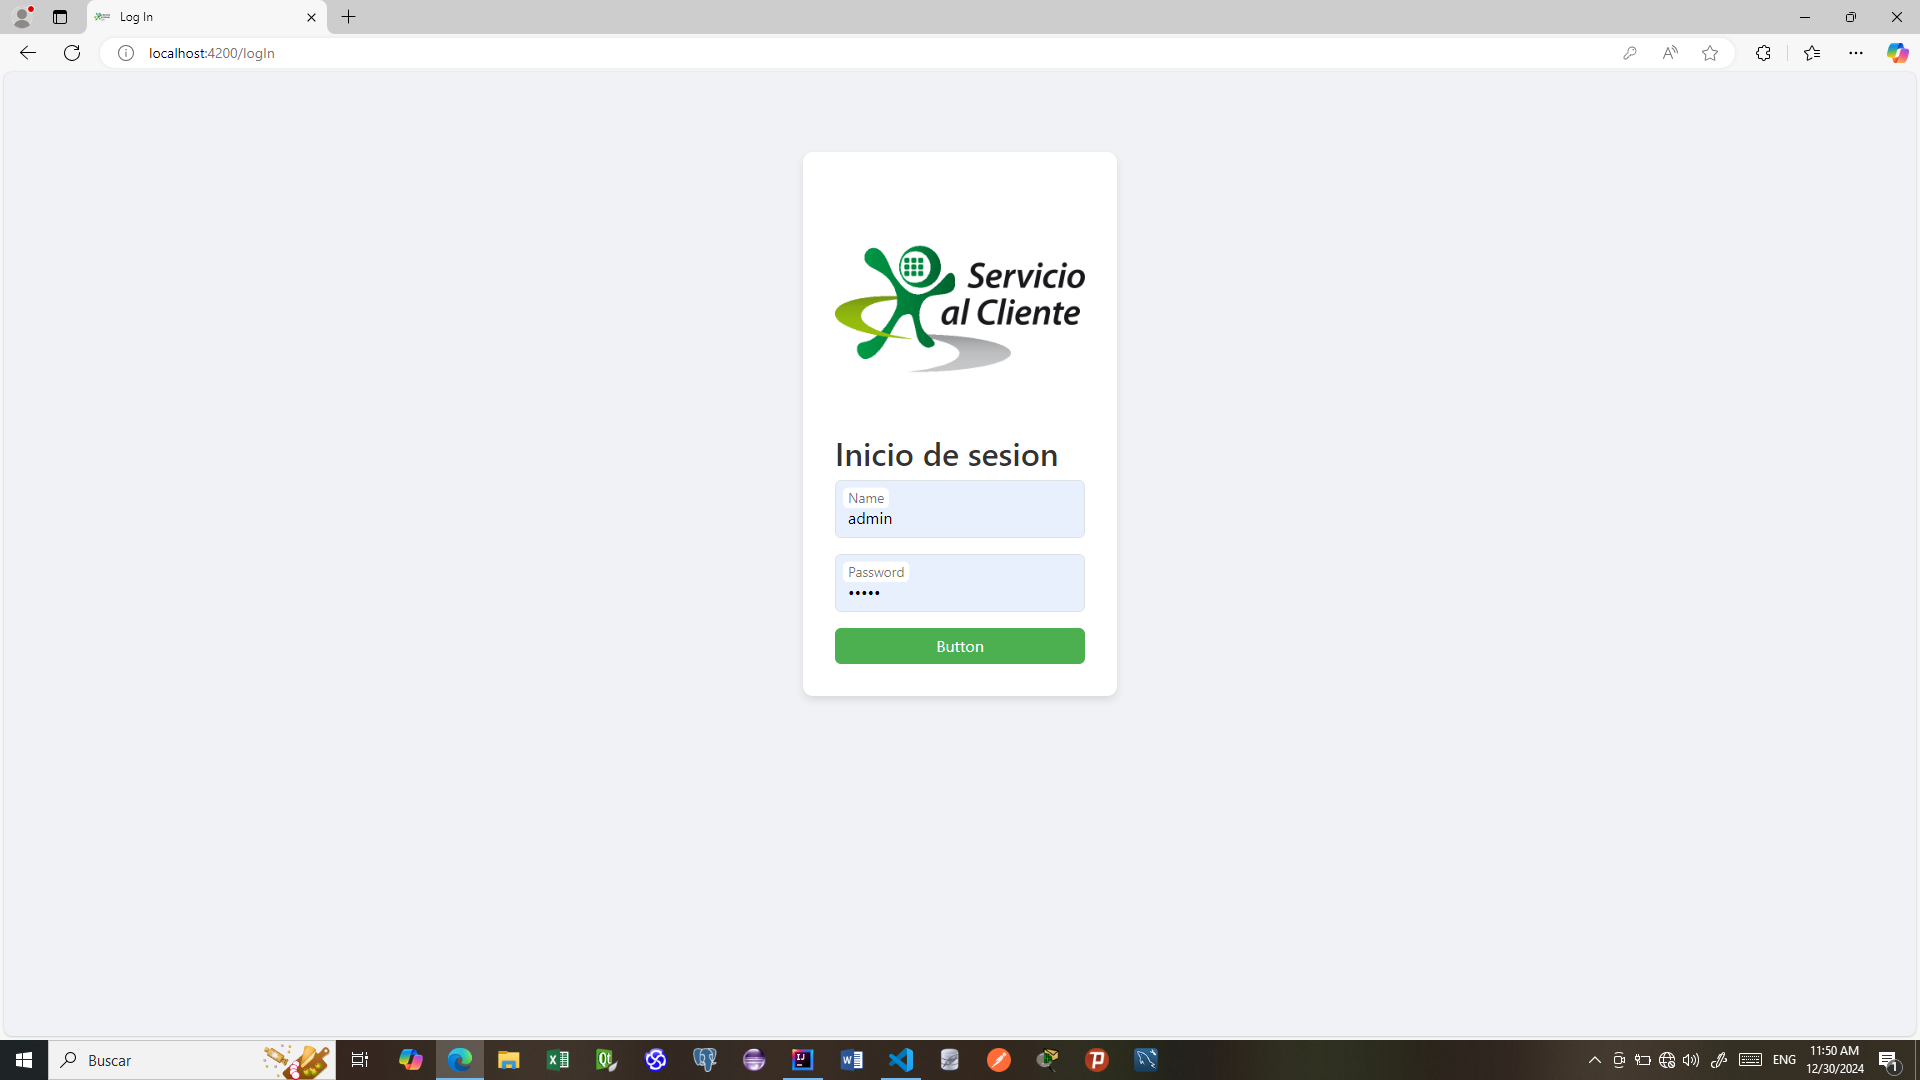 Log In
localhost:4200/logIn
Servicio
al Cliente
Inicio de sesion
Name
admin
Password
•••••
Button
Buscar
ENG
11:50 AM
12/30/2024
1